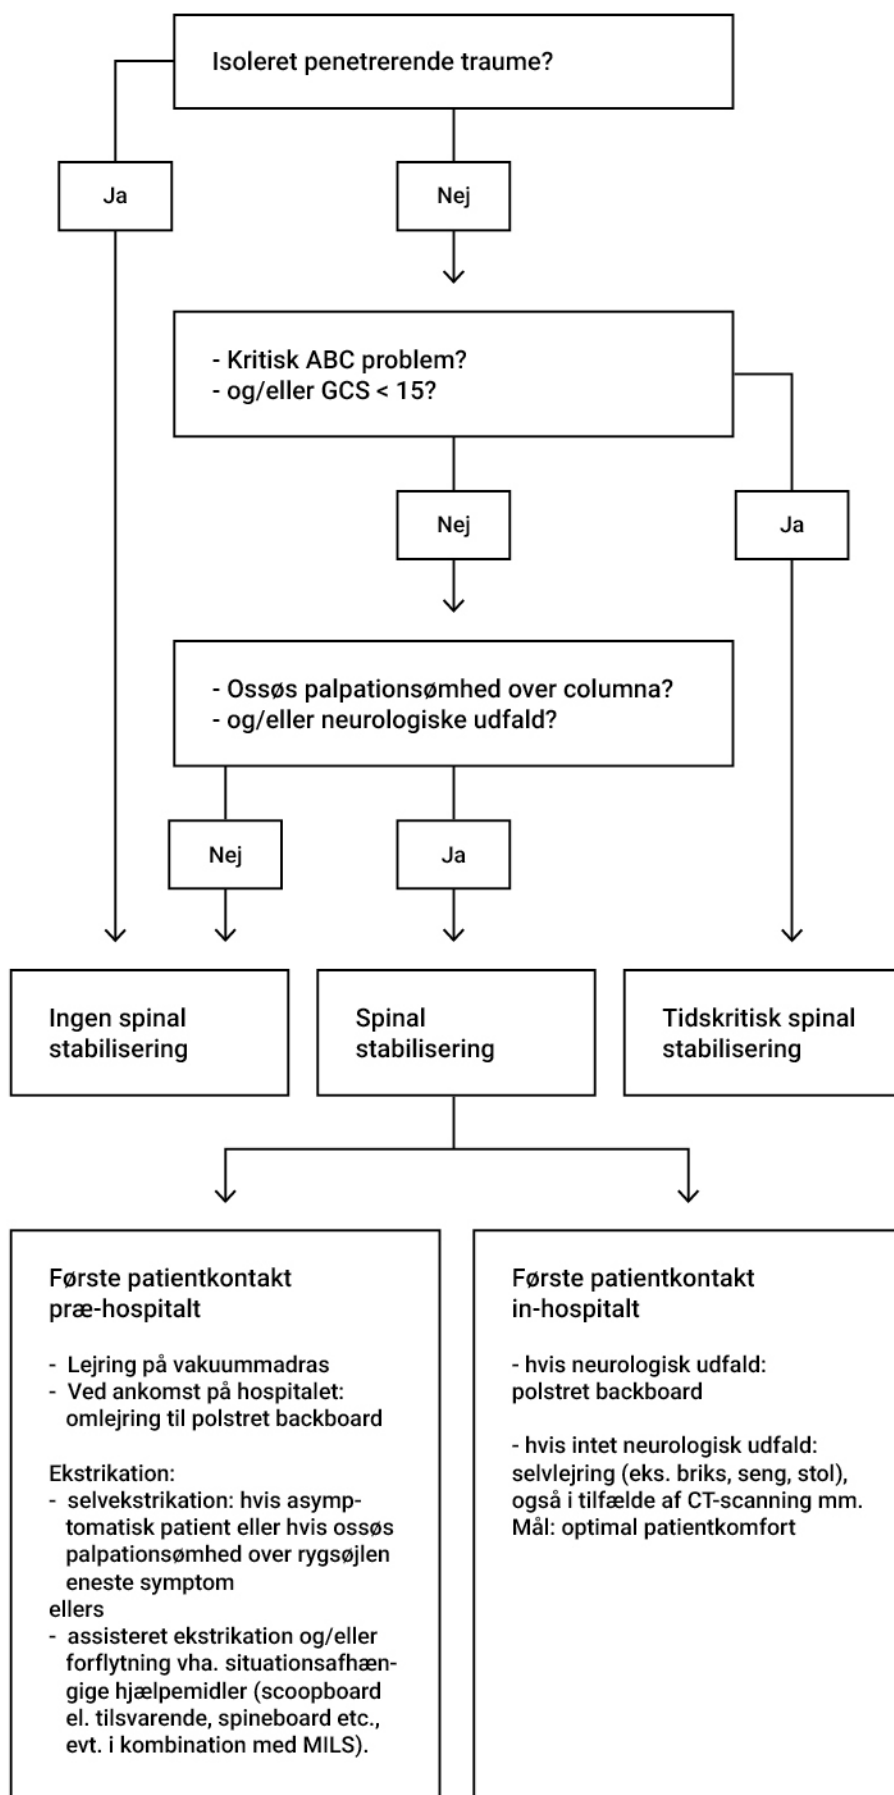 Isoleret penetrerende traume?
Ja
Nej
- Kritisk ABC problem?
- og/eller GCS < 15?
Nej
Ja
- Ossøs palpationsømhed over columna?
- og/eller neurologiske udfald?
Nej
Ja
Ingen spinal
stabilisering
Spinal
stabilisering
Tidskritisk spinal
stabilisering
Første patientkontakt
præ-hospitalt
- Lejring på vakuummadras
- Ved ankomst på hospitalet:
omlejring til polstret backboard
Ekstrikation:
- selvekstrikation: hvis asymp-
tomatisk patient eller hvis ossøs
palpationsømhed over rygsøjlen
eneste symptom
ellers
- assisteret ekstrikation og/eller
forflytning vha. situationsafhæn-
gige hjælpemidler (scoopboard
el. tilsvarende, spineboard etc.,
evt. i kombination med MILS).
Første patientkontakt
in-hospitalt
- hvis neurologisk udfald:
polstret backboard
- hvis intet neurologisk udfald:
selvlejring (eks. briks, seng, stol),
også i tilfælde af CT-scanning mm.
Mål: optimal patientkomfort